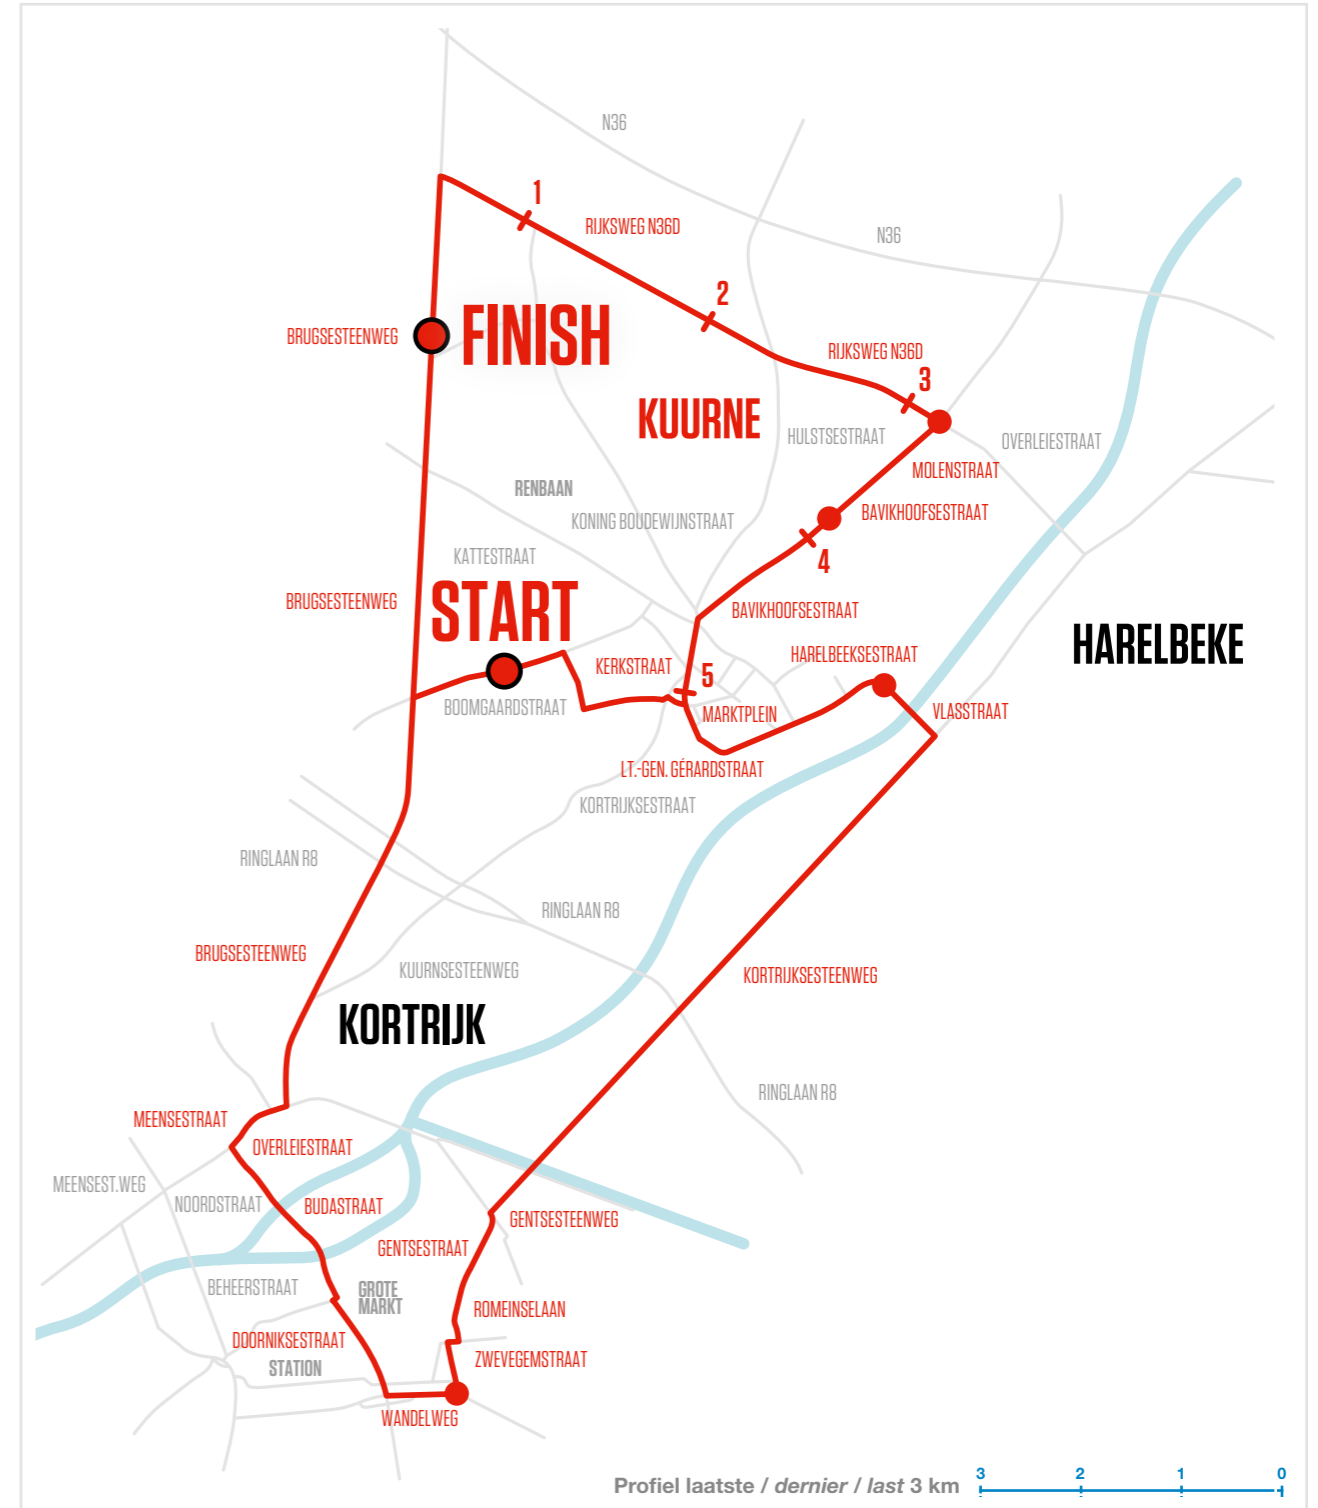 N36
1
RIJKSWEG N36D
N36
2
BRUGSESTEENWEG
FINISH
RIJKSWEG N36D
3
KUURNE
HULSTSESTRAAT
OVERLEIESTRAAT
MOLENSTRAAT
RENBAAN
BAVIKHOOFSESTRAAT
KONING BOUDEWIJNSTRAAT
KATTESTRAAT
4
BRUGSESTEENWEG
START
BAVIKHOOFSESTRAAT
HARELBEKE
HARELBEEKSESTRAAT
KERKSTRAAT
5
BOOMGAARDSTRAAT
MARKTPLEIN
VLASSTRAAT
LT.-GEN. GÉRARDSTRAAT
KORTRIJKSESTRAAT
RINGLAAN R8
RINGLAAN R8
BRUGSESTEENWEG
KUURNSESTEENWEG
KORTRIJKSESTEENWEG
KORTRIJK
RINGLAAN R8
MEENSESTRAAT
OVERLEIESTRAAT
MEENSEST.WEG
NOORDSTRAAT
BUDASTRAAT
GENTSESTEENWEG
GENTSESTRAAT
BEHEERSTRAAT
GROTE
MARKT
ROMEINSELAAN
DOORNIKSESTRAAT
STATION
ZWEVEGEMSTRAAT
WANDELWEG
Profiel laatste / dernier / last 3 km
3 2 1 0